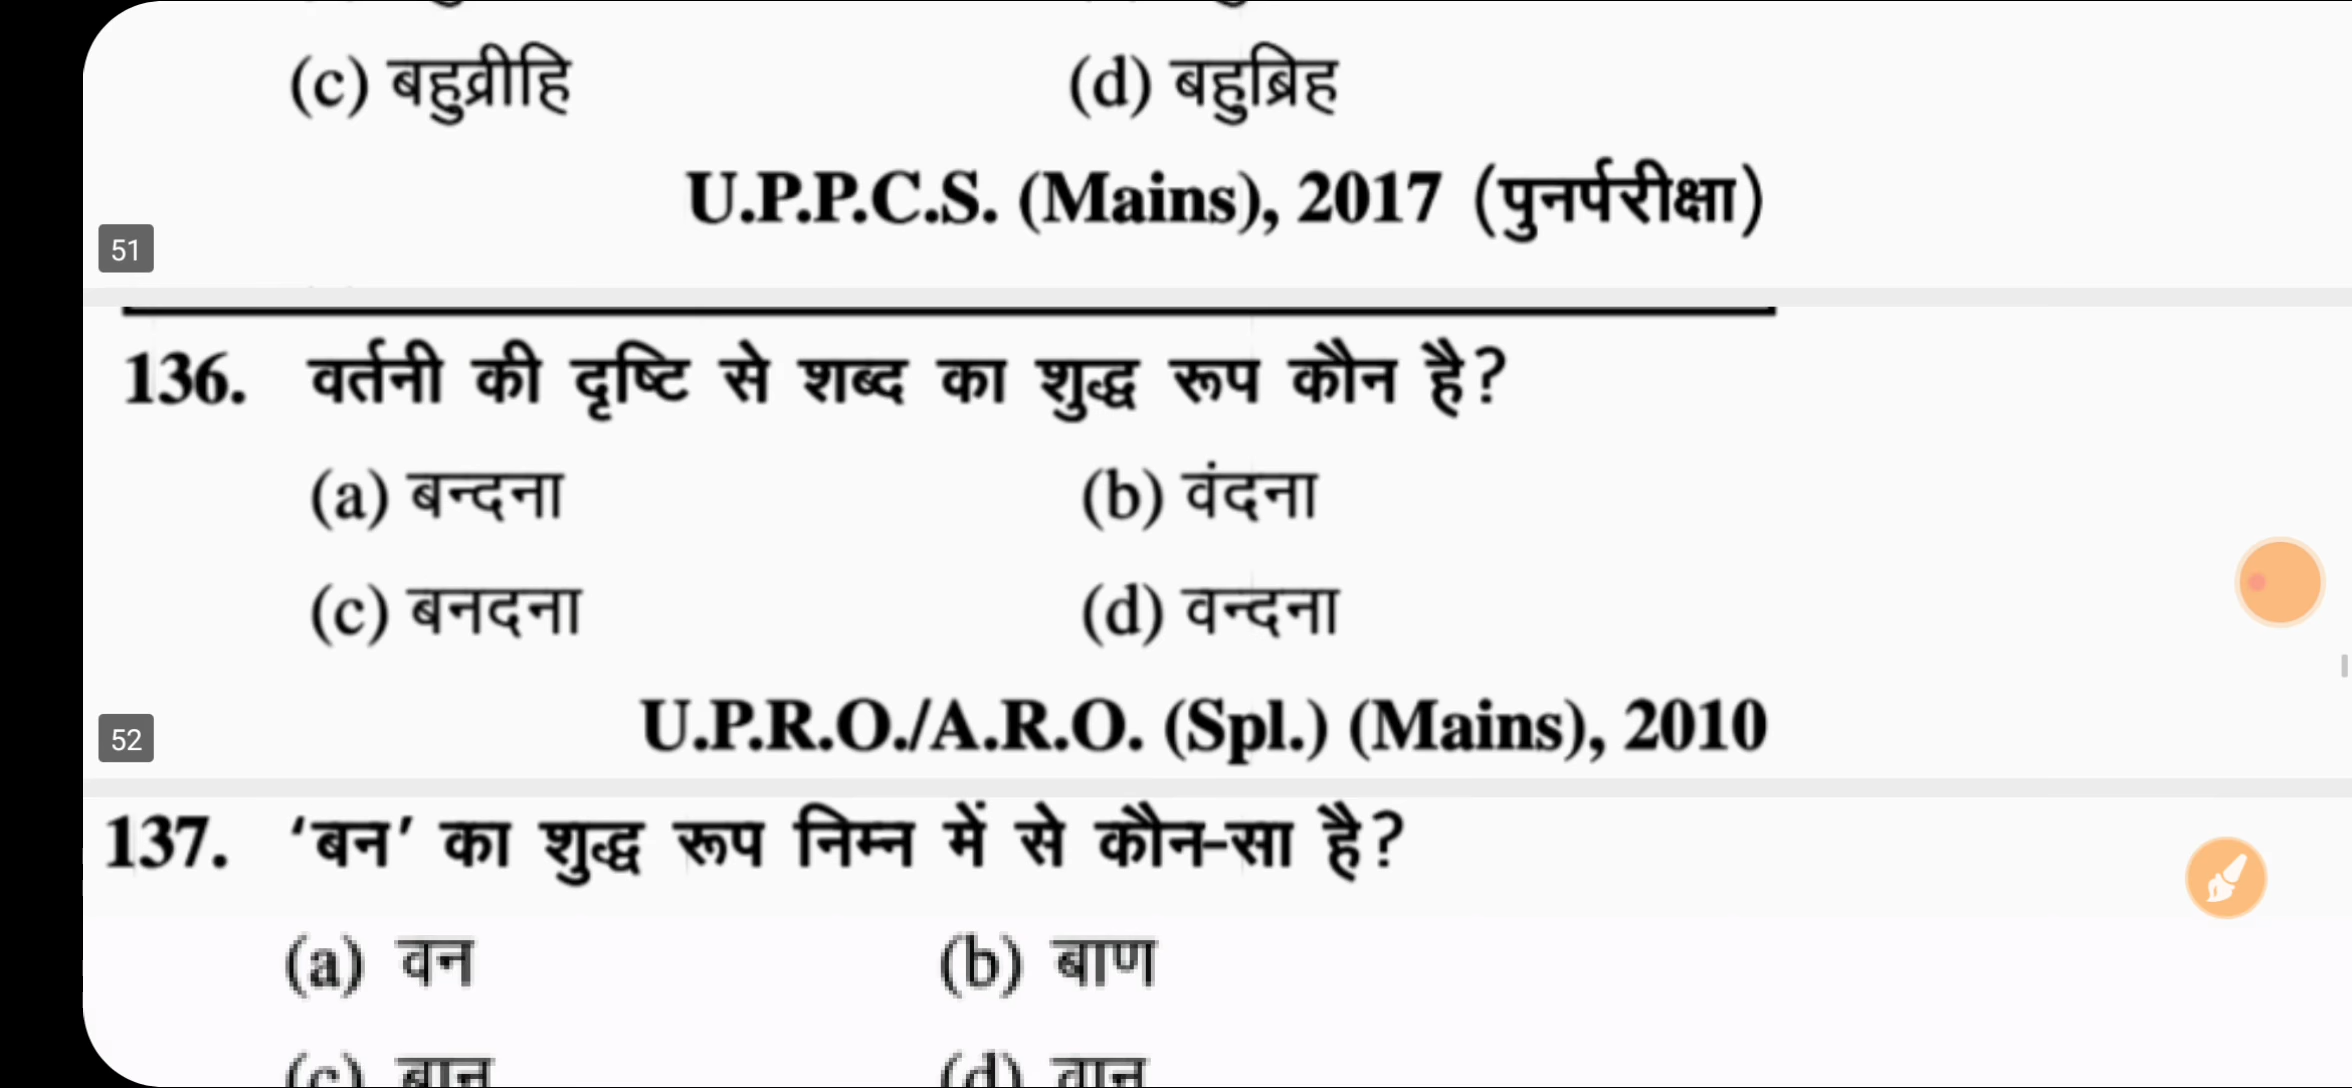 (c) बहुव्रीहि (d) बहुब्रिह
U.P.P.C.S. (Mains), 2017 (पुनर्परीक्षा)
51
136. वर्तनी की दृष्टि से शब्द का शुद्ध रूप कौन है?
(a) बन्दना (b) वंदना
(c) बनदना (d) वन्दना
U.P.R.O./A.R.O. (Spl.) (Mains), 2010
52
137. ‘बन’ का शुद्ध रूप निम्न में से कौन-सा है?
(a) वन (b) बाण
(c) बान (d) वान